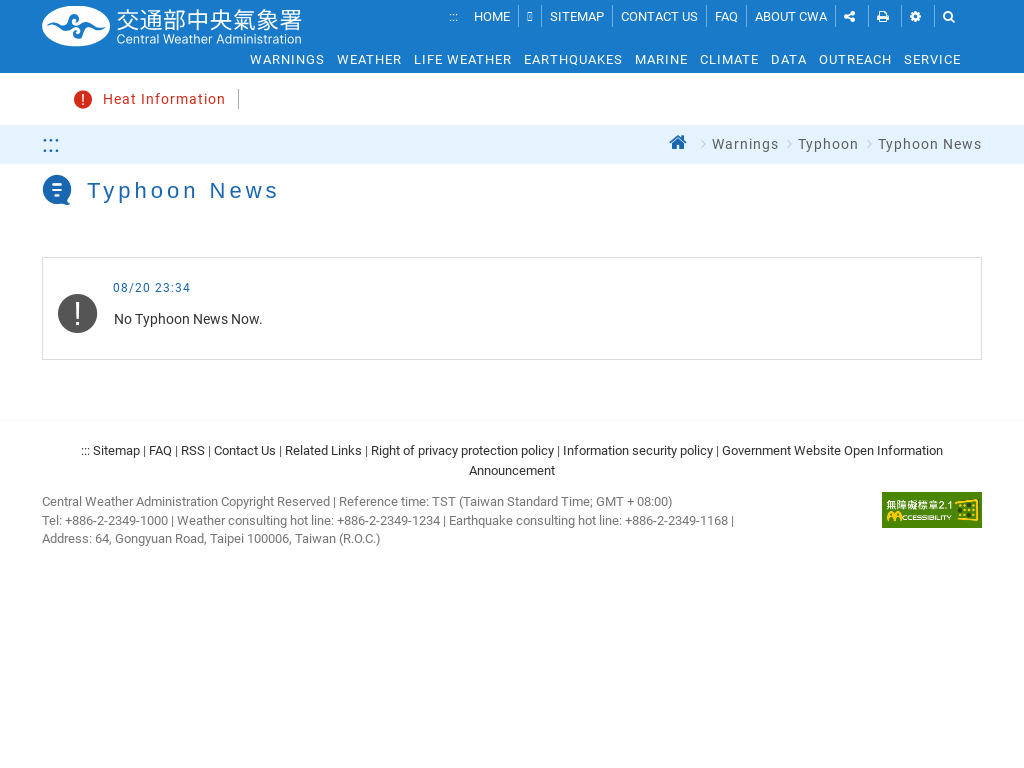 交通部中央氣象署
Central Weather Administration
::: HOME SITEMAP CONTACT US FAQ ABOUT CWA
WARNINGS WEATHER LIFE WEATHER EARTHQUAKES MARINE CLIMATE DATA OUTREACH SERVICE
! Heat Information
::: Warnings Typhoon Typhoon News
Typhoon News
08/20 23:34
! No Typhoon News Now.
::: Sitemap | FAQ | RSS | Contact Us | Related Links | Right of privacy protection policy | Information security policy | Government Website Open Information
Announcement
Central Weather Administration Copyright Reserved | Reference time: TST (Taiwan Standard Time; GMT + 08:00)
Tel: +886-2-2349-1000 | Weather consulting hot line: +886-2-2349-1234 | Earthquake consulting hot line: +886-2-2349-1168 |
Address: 64, Gongyuan Road, Taipei 100006, Taiwan (R.O.C.)
無障礙標章2.1
AACCESSIBILITY